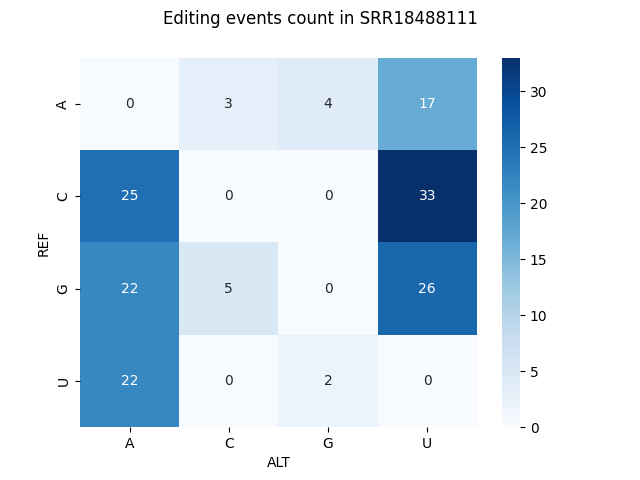 Editing events count in SRR18488111
A 0 3 4 17
C 25 0 0 33
G 22 5 0 26
U 22 0 2 0
A C G U
ALT
REF
30
25
20
15
10
5
0